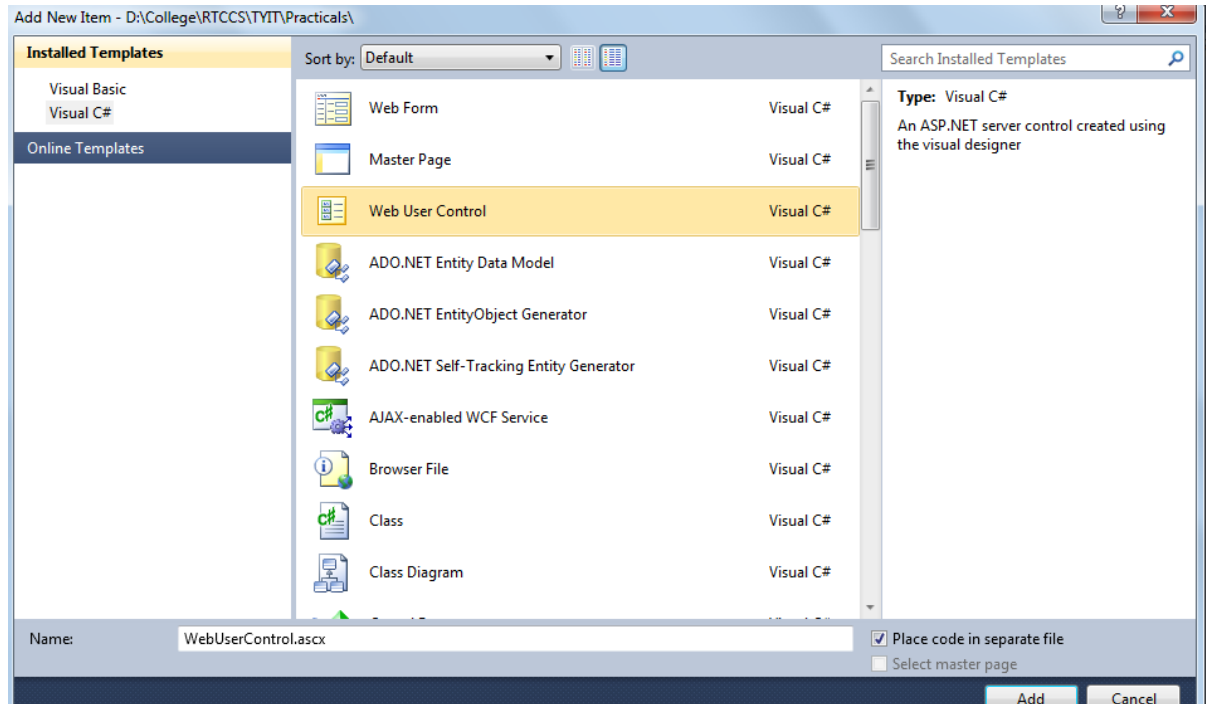 Add New Item - D:\College\RTCCS\TYIT\Practicals\
Installed Templates
Visual Basic
Visual C#
Online Templates
Sort by: Default
Web Form Visual C#
Master Page Visual C#
Web User Control Visual C#
ADO.NET Entity Data Model Visual C#
ADO.NET EntityObject Generator Visual C#
ADO.NET Self-Tracking Entity Generator Visual C#
AJAX-enabled WCF Service Visual C#
Browser File Visual C#
Class Visual C#
Class Diagram Visual C#
Search Installed Templates
Type: Visual C#
An ASP.NET server control created using
the visual designer
Name: WebUserControl.ascx
Place code in separate file
Select master page
Add Cancel